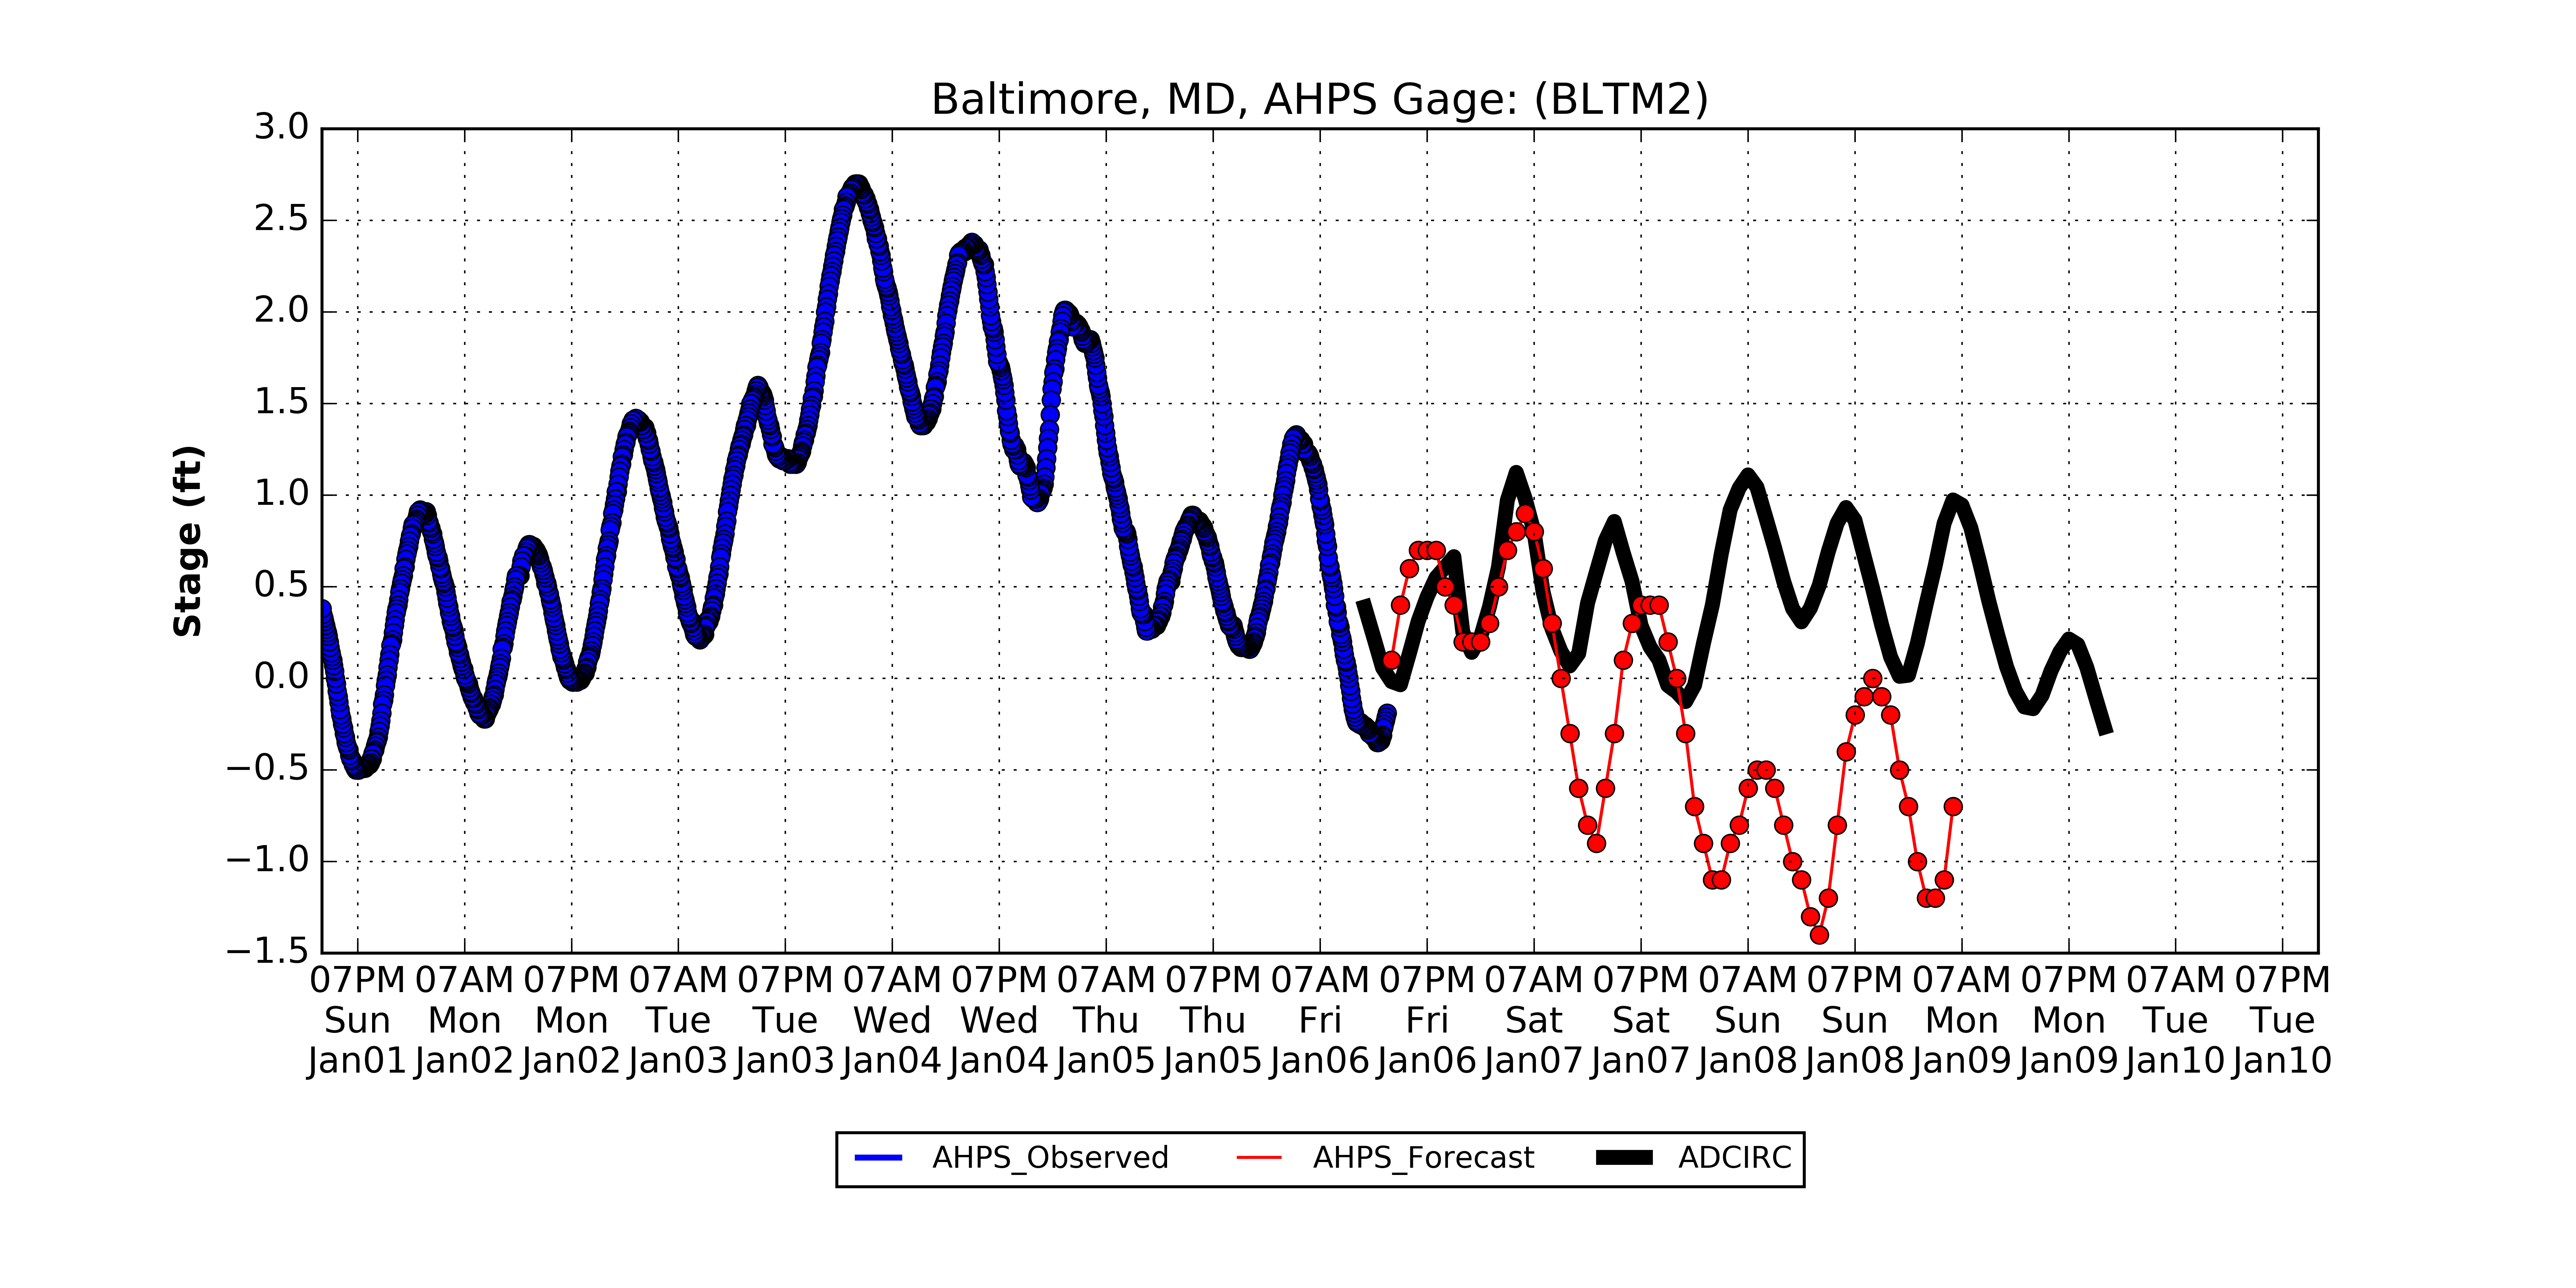 Baltimore, MD, AHPS Gage: (BLTM2)
Stage (ft)
3.0
2.5
2.0
1.5
1.0
0.5
0.0
−0.5
−1.0
−1.5
07PM 07AM 07PM 07AM 07PM 07AM 07PM 07AM 07PM 07AM 07PM 07AM 07PM 07AM 07PM 07AM 07PM 07AM 07PM
Sun Mon Mon Tue Tue Wed Wed Thu Thu Fri Fri Sat Sat Sun Sun Mon Mon Tue Tue
Jan01 Jan02 Jan02 Jan03 Jan03 Jan04 Jan04 Jan05 Jan05 Jan06 Jan06 Jan07 Jan07 Jan08 Jan08 Jan09 Jan09 Jan10 Jan10
AHPS_Observed AHPS_Forecast ADCIRC